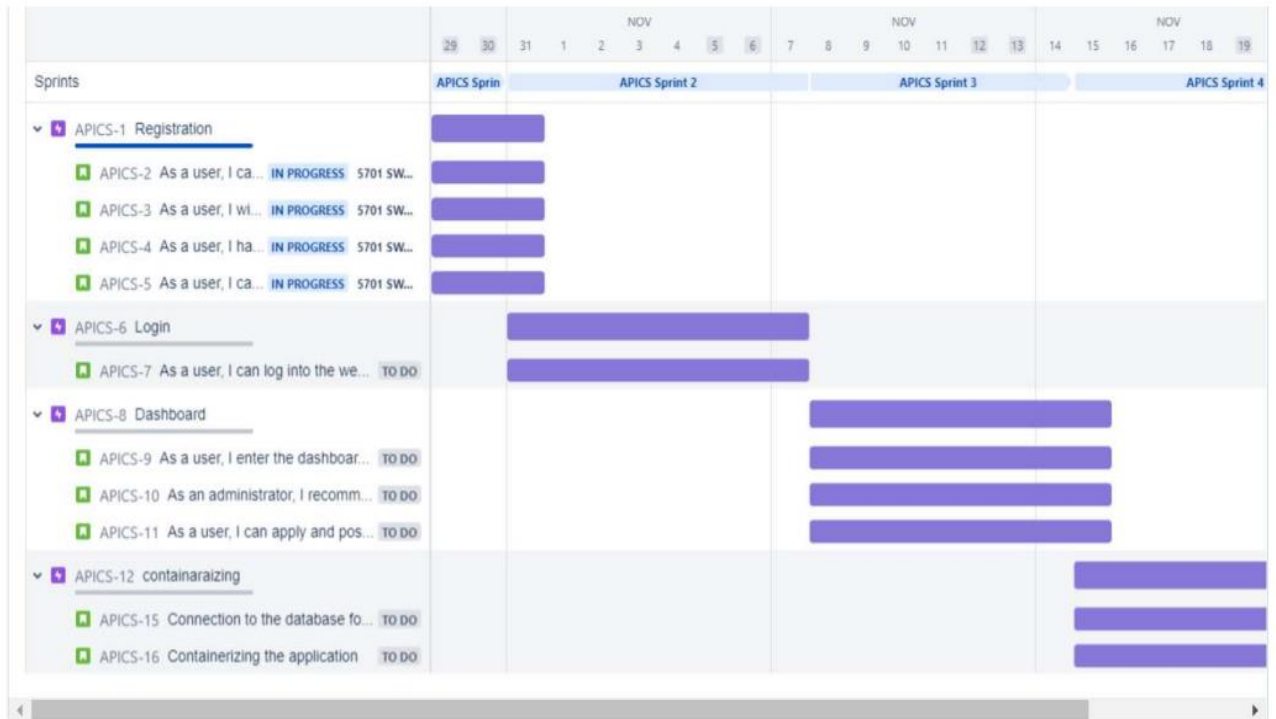 NOV NOV NOV
29 30 31 1 2 3 4 5 6 7 8 9 10 11 12 13 14 15 16 17 18 19
Sprints APICS Sprin APICS Sprint 2 APICS Sprint 3 APICS Sprint 4
APICS-1 Registration
APICS-2 As a user, I ca... IN PROGRESS 5701 SW...
APICS-3 As a user, I wi... IN PROGRESS 5701 SW...
APICS-4 As a user, I ha... IN PROGRESS 5701 SW...
APICS-5 As a user, I ca... IN PROGRESS 5701 SW...
APICS-6 Login
APICS-7 As a user, I can log into the we... TO DO
APICS-8 Dashboard
APICS-9 As a user, I enter the dashboar... TO DO
APICS-10 As an administrator, I recomm... TO DO
APICS-11 As a user, I can apply and pos... TO DO
APICS-12 containaraizing
APICS-15 Connection to the database fo... TO DO
APICS-16 Containerizing the application TO DO